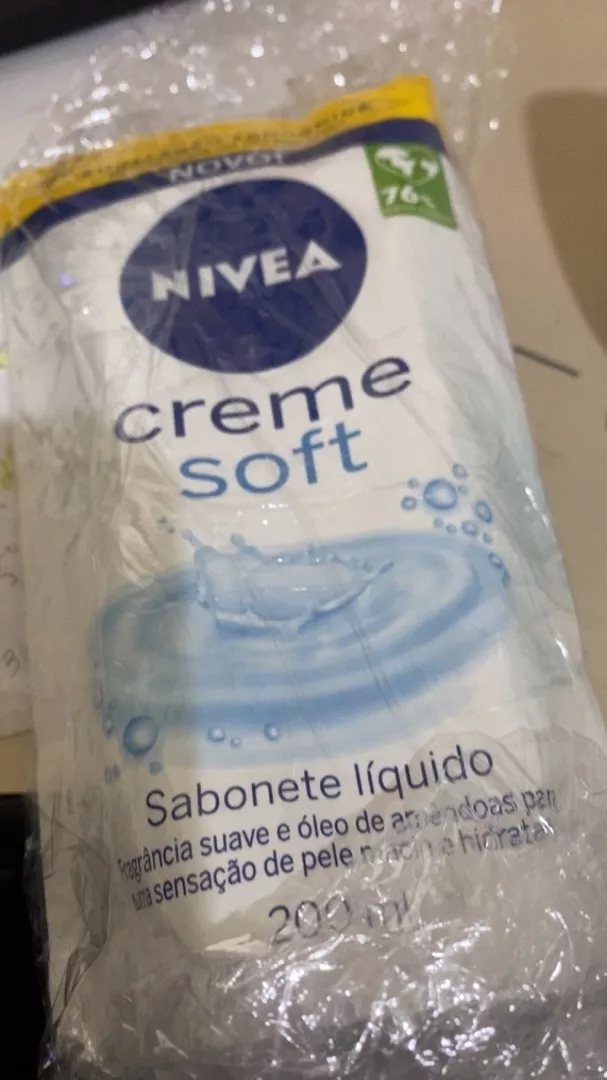 NOVO!
NIVEA
76%
creme
soft
Sabonete líquido
Fragrância suave e óleo de amêndoas para
uma sensação de pele macia e hidratada
200 ml